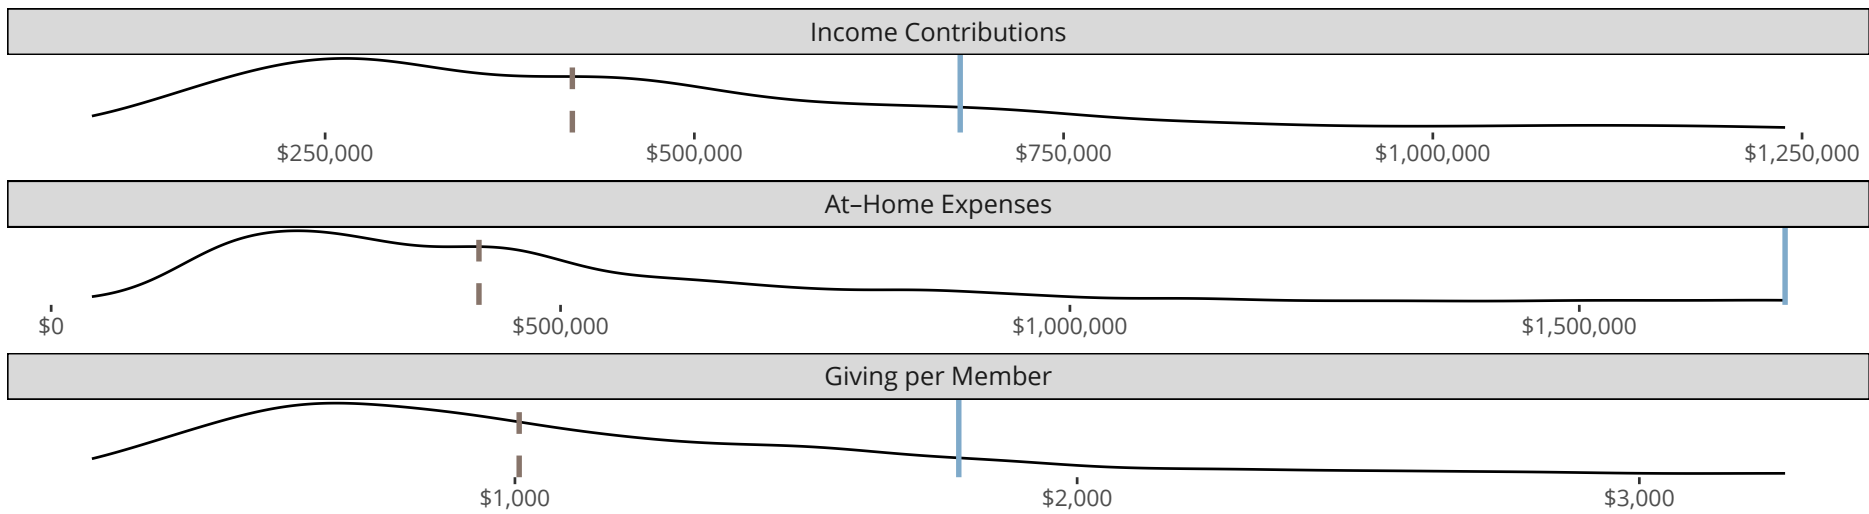 Income Contributions
$250,000 $500,000 $750,000 $1,000,000 $1,250,000
At–Home Expenses
$0 $500,000 $1,000,000 $1,500,000
Giving per Member
$1,000 $2,000 $3,000